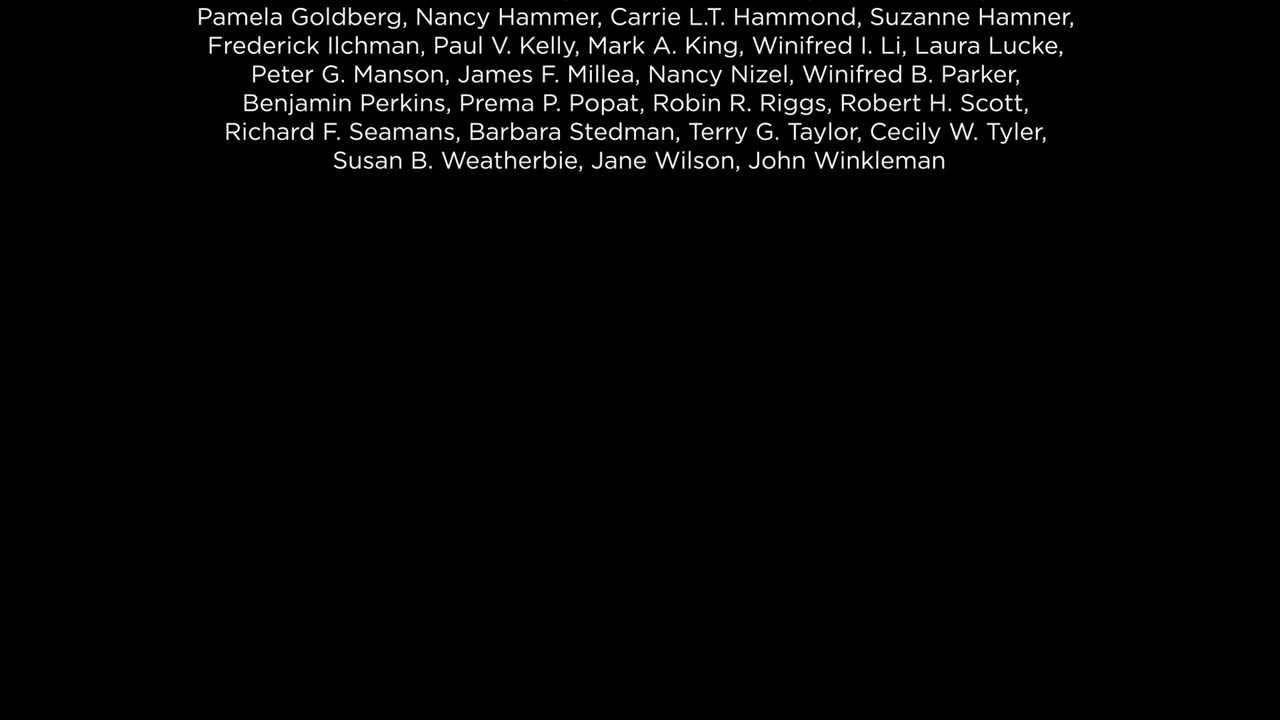 Pamela Goldberg, Nancy Hammer, Carrie L.T. Hammond, Suzanne Hamner,
Frederick Ilchman, Paul V. Kelly, Mark A. King, Winifred I. Li, Laura Lucke,
Peter G. Manson, James F. Millea, Nancy Nizel, Winifred B. Parker,
Benjamin Perkins, Prema P. Popat, Robin R. Riggs, Robert H. Scott,
Richard F. Seamans, Barbara Stedman, Terry G. Taylor, Cecily W. Tyler,
Susan B. Weatherbie, Jane Wilson, John Winkleman